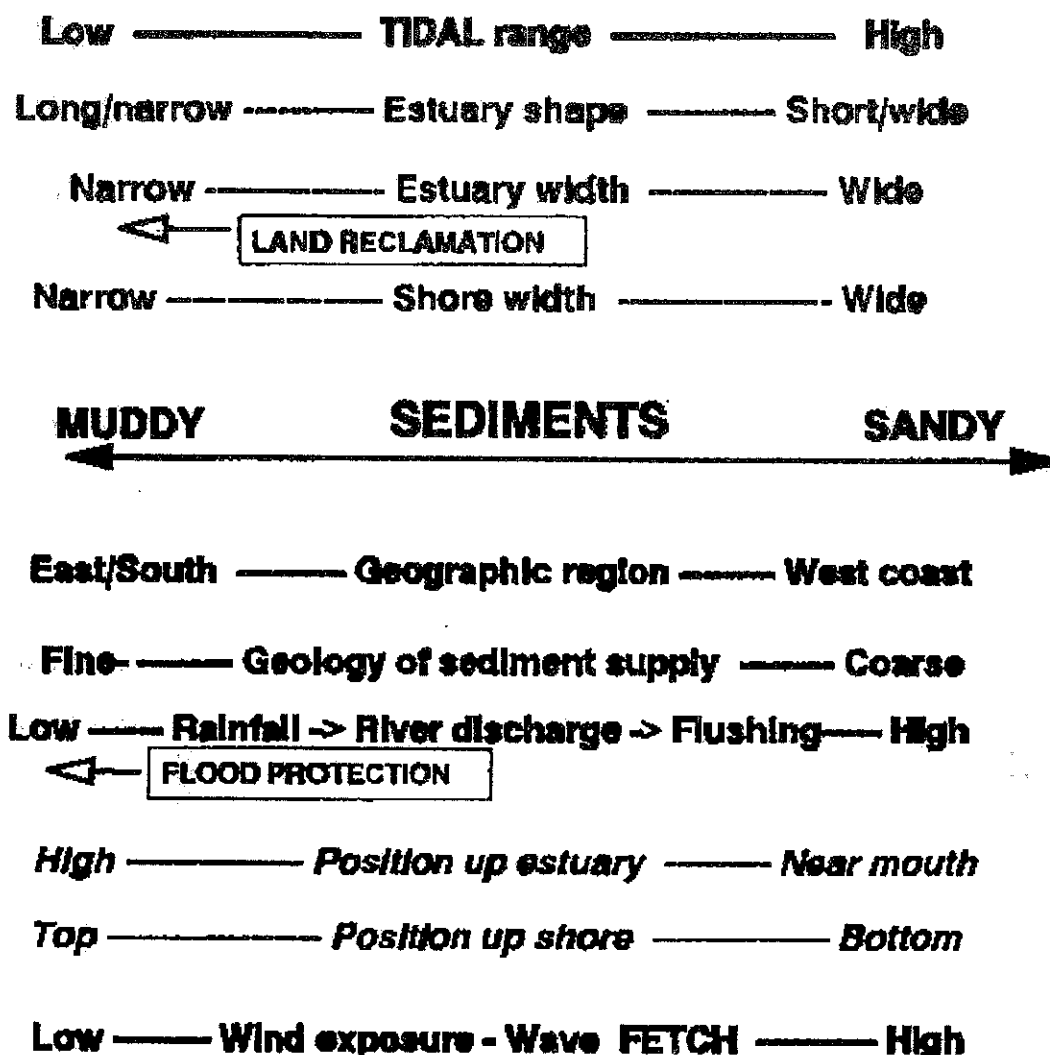 Low TIDAL range High
Long/narrow Estuary shape Short/wide
Narrow Estuary width Wide
LAND RECLAMATION
Narrow Shore width Wide
MUDDY SEDIMENTS SANDY
East/South Geographic region West coast
Fine Geology of sediment supply Coarse
Low Rainfall -> River discharge -> Flushing High
FLOOD PROTECTION
High Position up estuary Near mouth
Top Position up shore Bottom
Low Wind exposure - Wave FETCH High